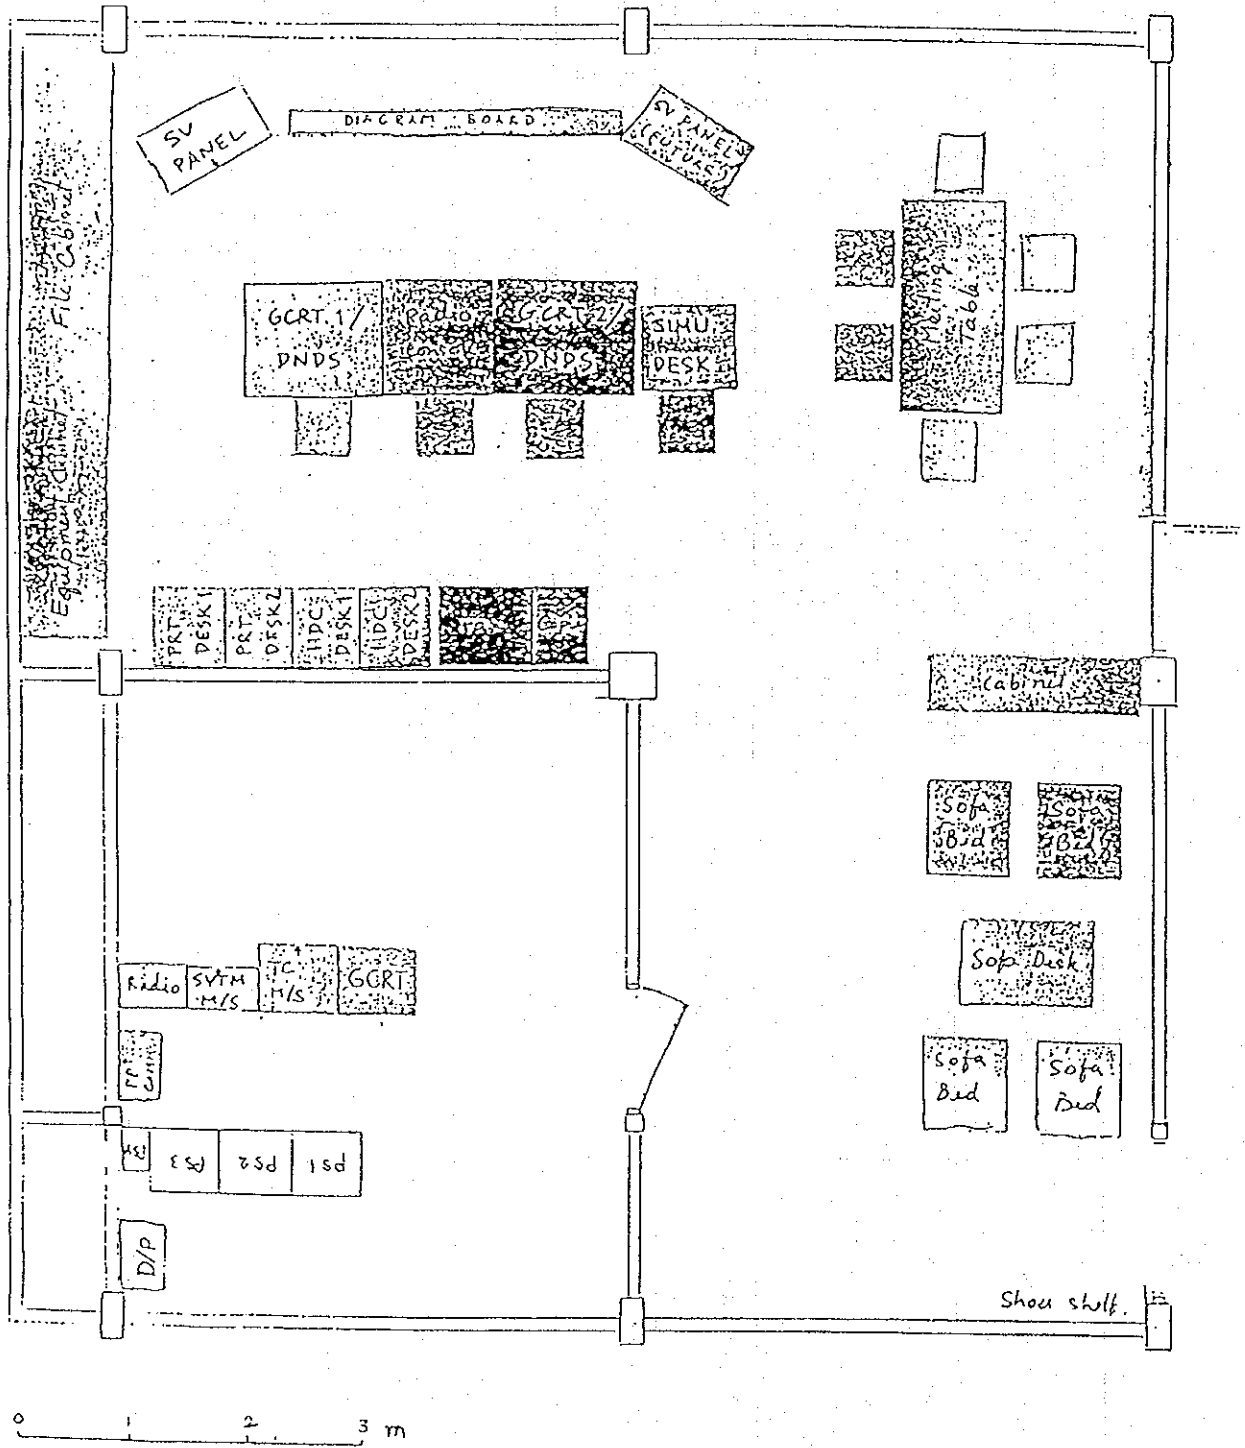 SV
PANEL
DIAGRAM BOARD
SV PANEL
(FUTURE)
GCRT 1/
DNDS
Radio
GCRT 2/
DNDS
SIMU
DESK
Meeting
Table
Equipment Cabinet File Cabinet
PRT
DESK1
PRT
DESK2
HDC
DESK1
HDC
DESK2
Cabinet
Sofa
Bed
Sofa
Bed
Sofa Desk
Sofa
Bed
Sofa
Bed
Radio
SVTM
M/S
TC
M/S
GCRT
PS3
PS2
PS1
D/P
Shoes shelf.
0 1 2 3 m